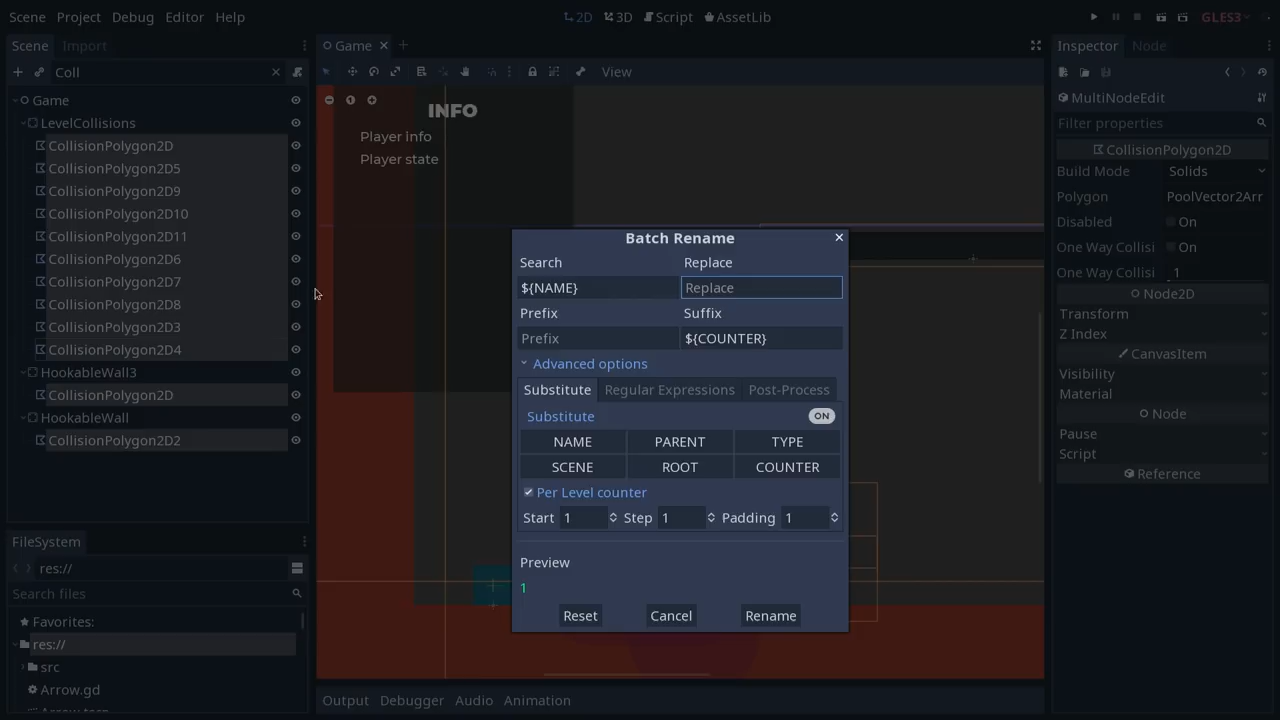 Scene Project Debug Editor Help 2D 3D Script AssetLib GLES3
Scene Import Game Inspector Node
Coll View
MultiNodeEdit
Game
INFO
Filter properties
LevelCollisions
Player info
CollisionPolygon2D
CollisionPolygon2D
Player state
CollisionPolygon2D5
Build Mode Solids
CollisionPolygon2D9
Polygon PoolVector2Arr
CollisionPolygon2D10
Disabled On
CollisionPolygon2D11
One Way Collisi On
CollisionPolygon2D6
One Way Collisi 1
CollisionPolygon2D7
Node2D
CollisionPolygon2D8
Transform
CollisionPolygon2D3
Z Index
CollisionPolygon2D4
CanvasItem
HookableWall3
Visibility
CollisionPolygon2D
Material
HookableWall
Node
CollisionPolygon2D2
Pause
Script
Reference
Batch Rename
Search Replace
${NAME} Replace
Prefix Suffix
Prefix ${COUNTER}
Advanced options
Substitute Regular Expressions Post-Process
Substitute ON
NAME PARENT TYPE
SCENE ROOT COUNTER
Per Level counter
Start 1 Step 1 Padding 1
Preview
1
Reset Cancel Rename
FileSystem
res://
Search files
Favorites:
res://
src
Arrow.gd
Output Debugger Audio Animation